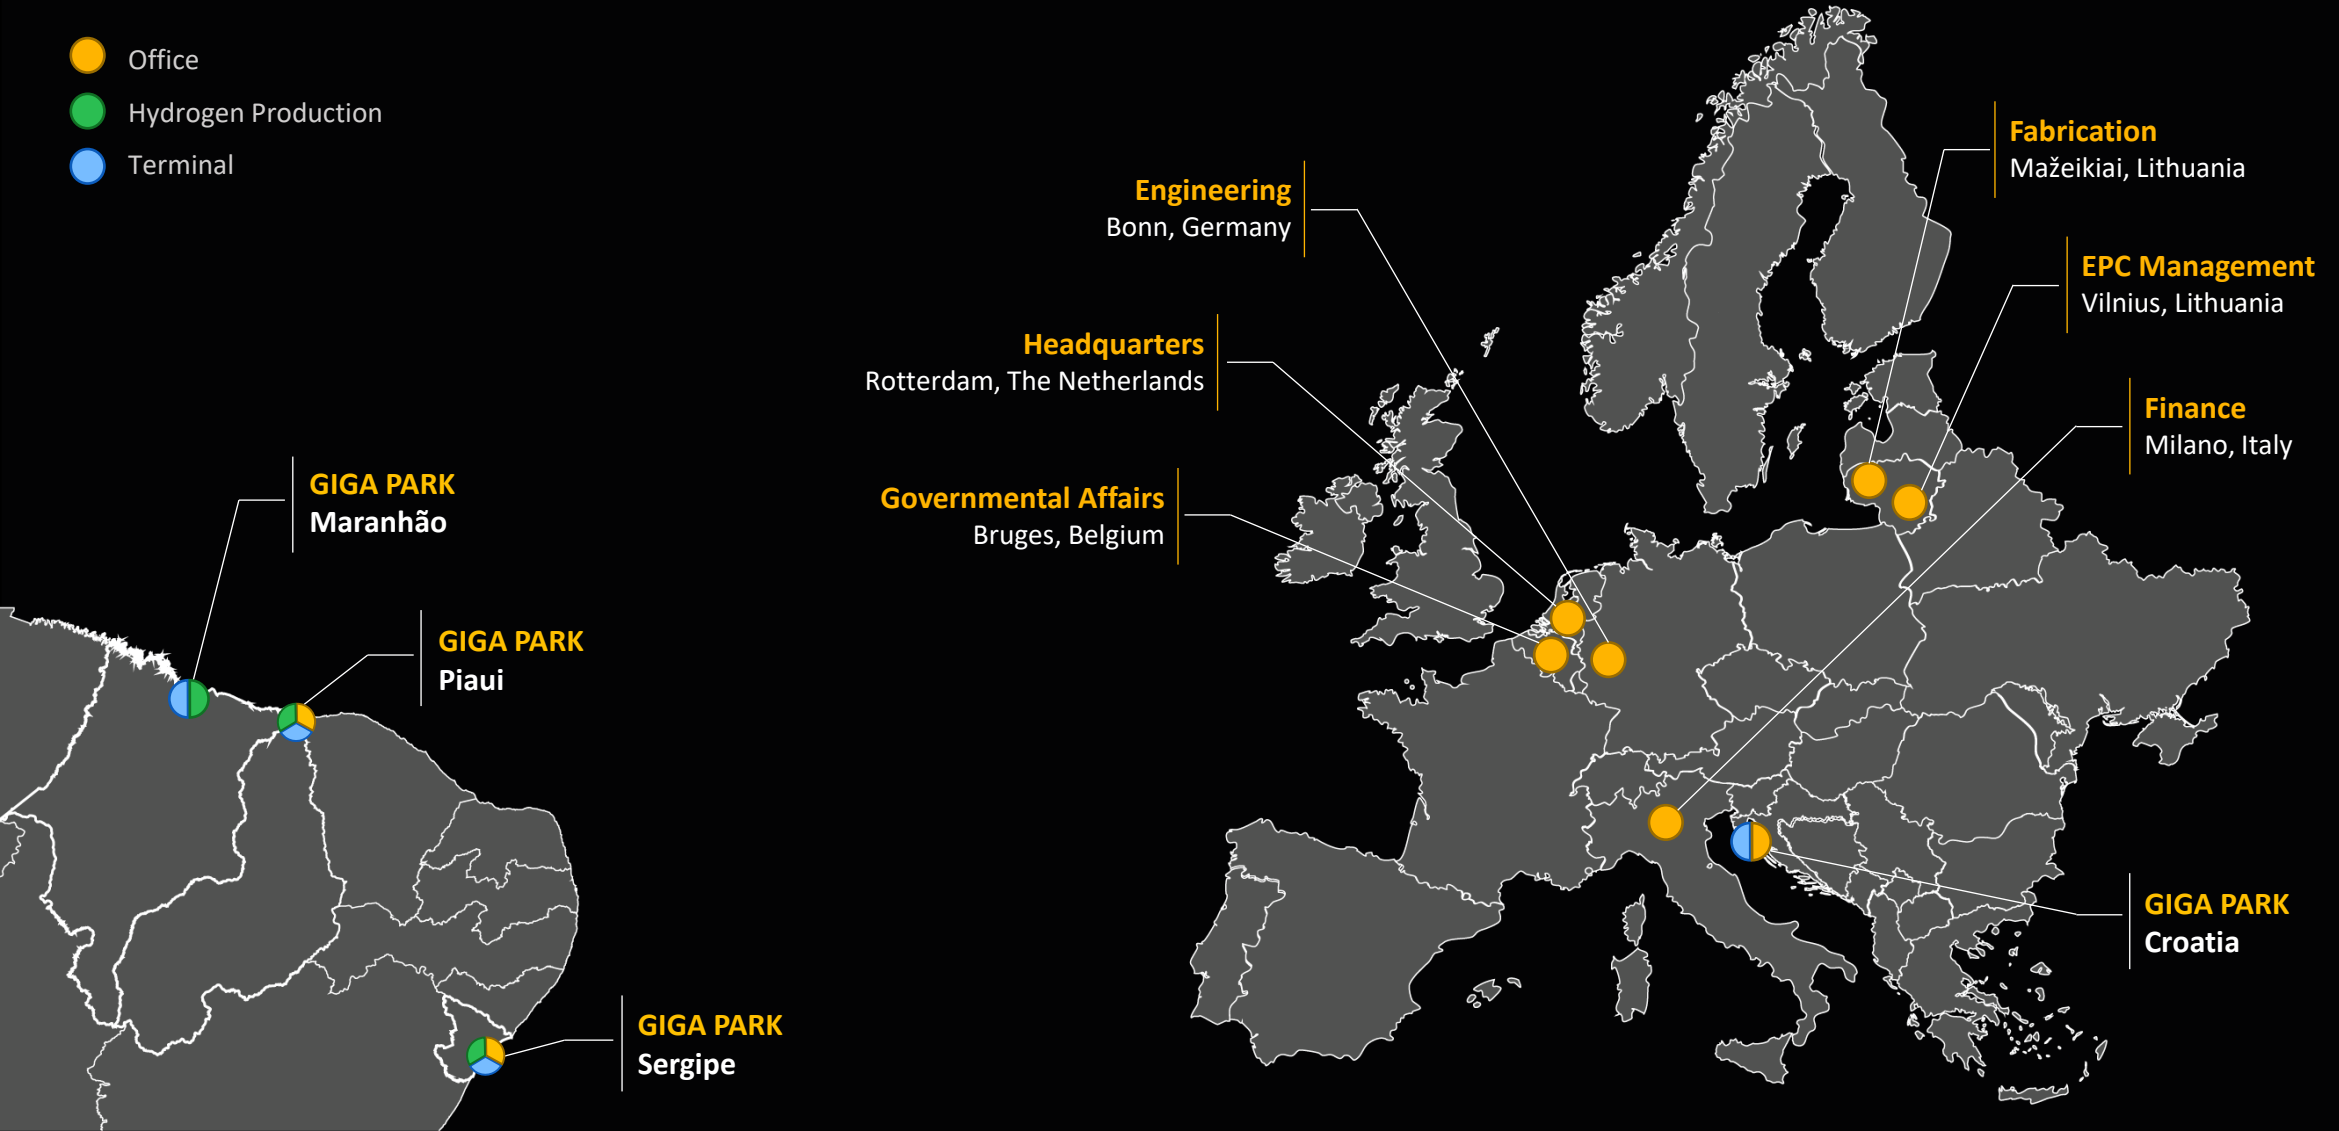 Office
Hydrogen Production
Terminal
Fabrication
Mažeikiai, Lithuania
Engineering
Bonn, Germany
EPC Management
Vilnius, Lithuania
Headquarters
Rotterdam, The Netherlands
Finance
Milano, Italy
Governmental Affairs
Bruges, Belgium
GIGA PARK
Maranhão
GIGA PARK
Piaui
GIGA PARK
Croatia
GIGA PARK
Sergipe